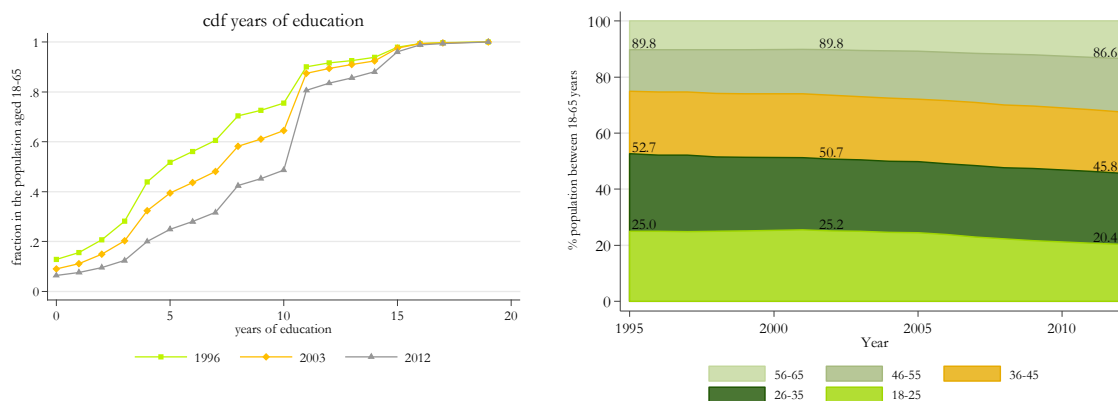 cdf years of education
fraction in the population aged 18-65
1
.8
.6
.4
.2
0
0 5 10 15 20
years of education
1996 2003 2012
% population between 18-65 years
100
80
60
40
20
0
89.8 89.8 86.6
52.7 50.7 45.8
25.0 25.2 20.4
1995 2000 2005 2010
Year
56-65 46-55 36-45
26-35 18-25